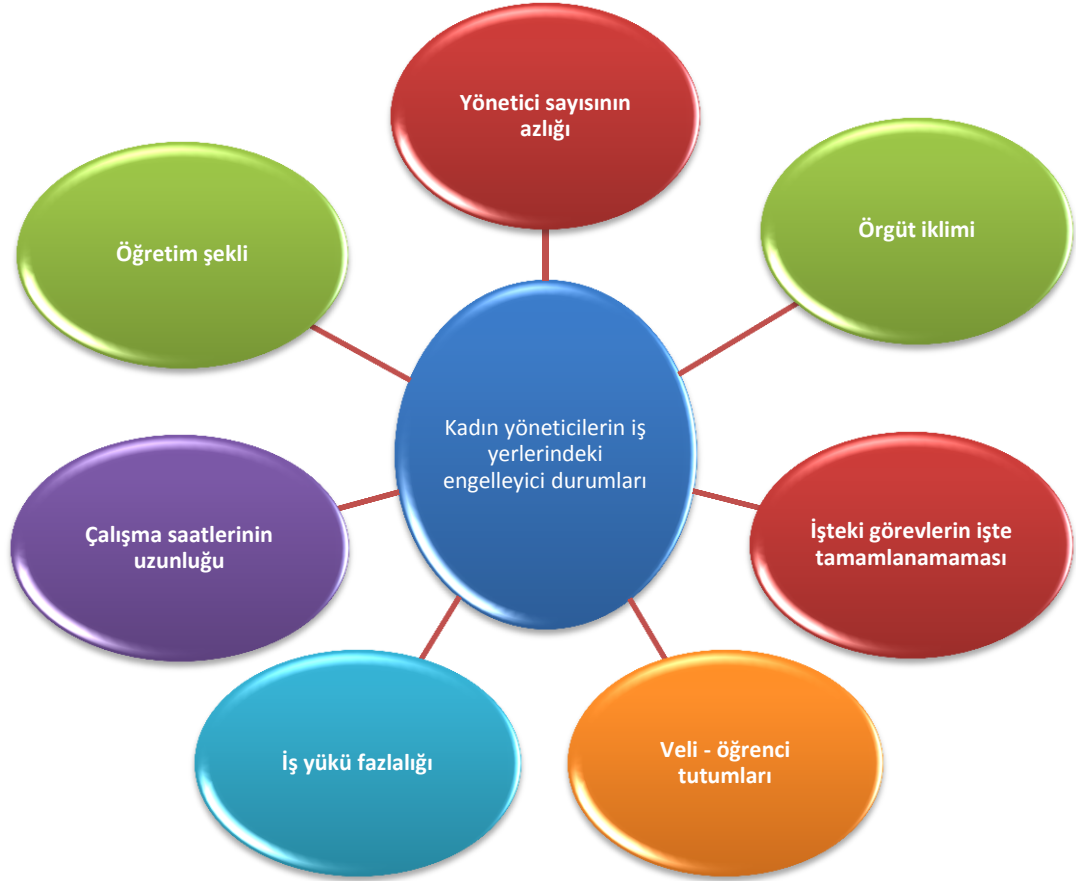 Yönetici sayısının
azlığı
Örgüt iklimi
Öğretim şekli
Kadın yöneticilerin iş
yerlerindeki
engelleyici durumları
Çalışma saatlerinin
uzunluğu
İşteki görevlerin işte
tamamlanamaması
İş yükü fazlalığı
Veli - öğrenci
tutumları